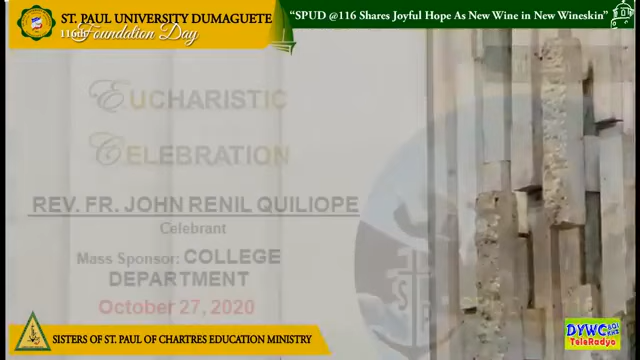 ST. PAUL UNIVERSITY DUMAGUETE
116th Foundation Day
"SPUD @116 Shares Joyful Hope As New Wine in New Wineskin"
EUCHARISTIC
CELEBRATION
REV. FR. JOHN RENIL QUILIOPE
Celebrant
Mass Sponsor: COLLEGE
DEPARTMENT
October 27, 2020
SISTERS OF ST. PAUL OF CHARTRES EDUCATION MINISTRY
DYWC
TeleRadyo